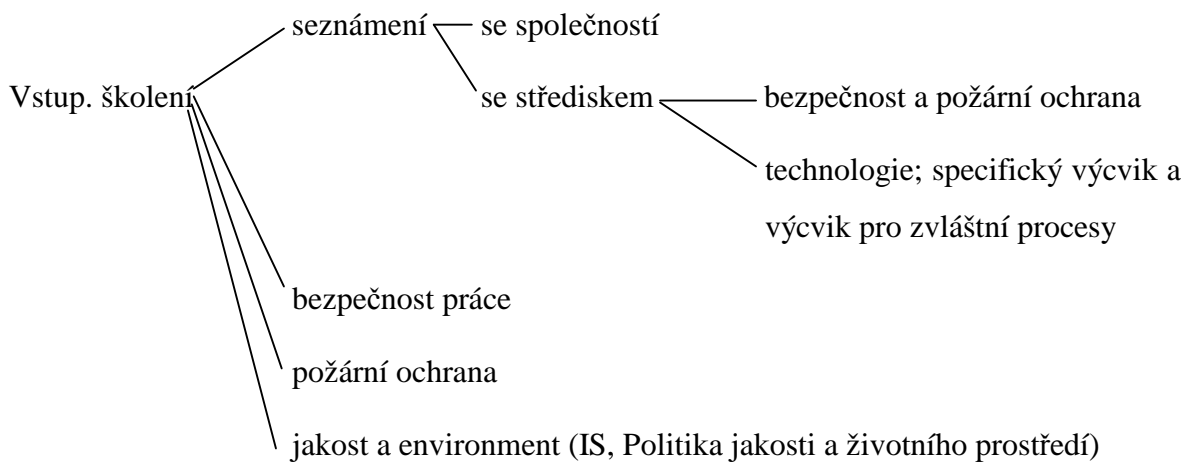 seznámení se společností
Vstup. školení se střediskem bezpečnost a požární ochrana
technologie; specifický výcvik a
výcvik pro zvláštní procesy
bezpečnost práce
požární ochrana
jakost a environment (IS, Politika jakosti a životního prostředí)